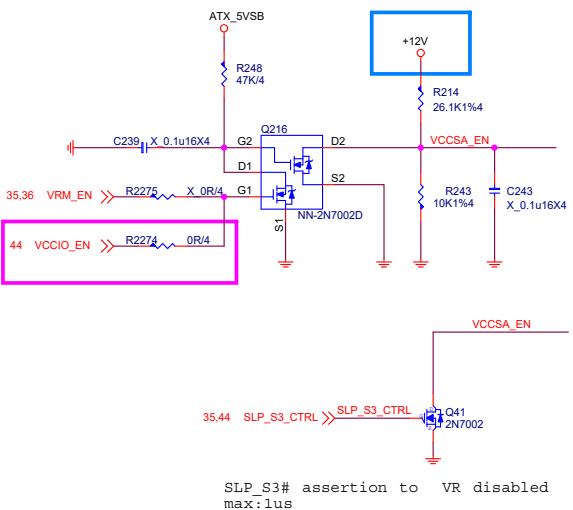 ATX_5VSB
+12V
R248
47K/4
R214
26.1K1%4
C239
X_0.1u16X4
Q216
G2
D2
VCCSA_EN
D1
S2
35,36 VRM_EN
R2275
X_0R/4
G1
NN-2N7002D
R243
10K1%4
C243
X_0.1u16X4
S1
44 VCCIO_EN
R2274
0R/4
VCCSA_EN
35,44 SLP_S3_CTRL
SLP_S3_CTRL
Q41
2N7002
SLP_S3# assertion to VR disabled
max:1us